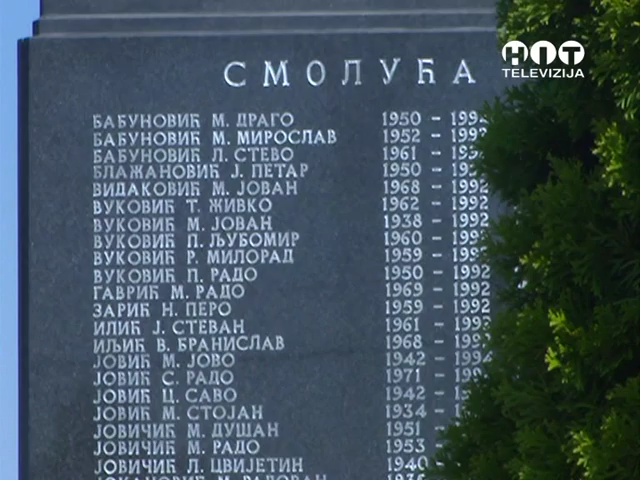 HIT
TELEVIZIJA
СМОЛУЋА
БАБУНОВИЋ М. ДРАГО 1950 -
БАБУНОВИЋ М. МИРОСЛАВ 1952 -
БАБУНОВИЋ Л. СТЕВО 1961 -
БЛАЖАНОВИЋ Ј. ПЕТАР 1950 -
ВИДАКОВИЋ М. ЈОВАН 1968 - 1992
ВУКОВИЋ Т. ЖИВКО 1962 - 1992
ВУКОВИЋ М. ЈОВАН 1938 - 1992
ВУКОВИЋ П. ЉУБОМИР 1960 -
ВУКОВИЋ Р. МИЛОРАД 1959 -
ВУКОВИЋ П. РАДО 1950 - 1992
ГАВРИЋ М. РАДО 1969 - 1992
ЗАРИЋ Н. ПЕРО 1959 - 1992
ИЛИЋ Ј. СТЕВАН 1961 -
ИЉИЋ В. БРАНИСЛАВ 1968 -
ЈОВИЋ М. ЈОВО 1942 -
ЈОВИЋ С. РАДО 1971 -
ЈОВИЋ Ц. САВО 1942 -
ЈОВИЋ М. СТОЈАН 1934 -
ЈОВИЧИЋ М. ДУШАН 1951 -
ЈОВИЧИЋ М. РАДО 1953 -
ЈОВИЧИЋ Л. ЦВИЈЕТИН 1940